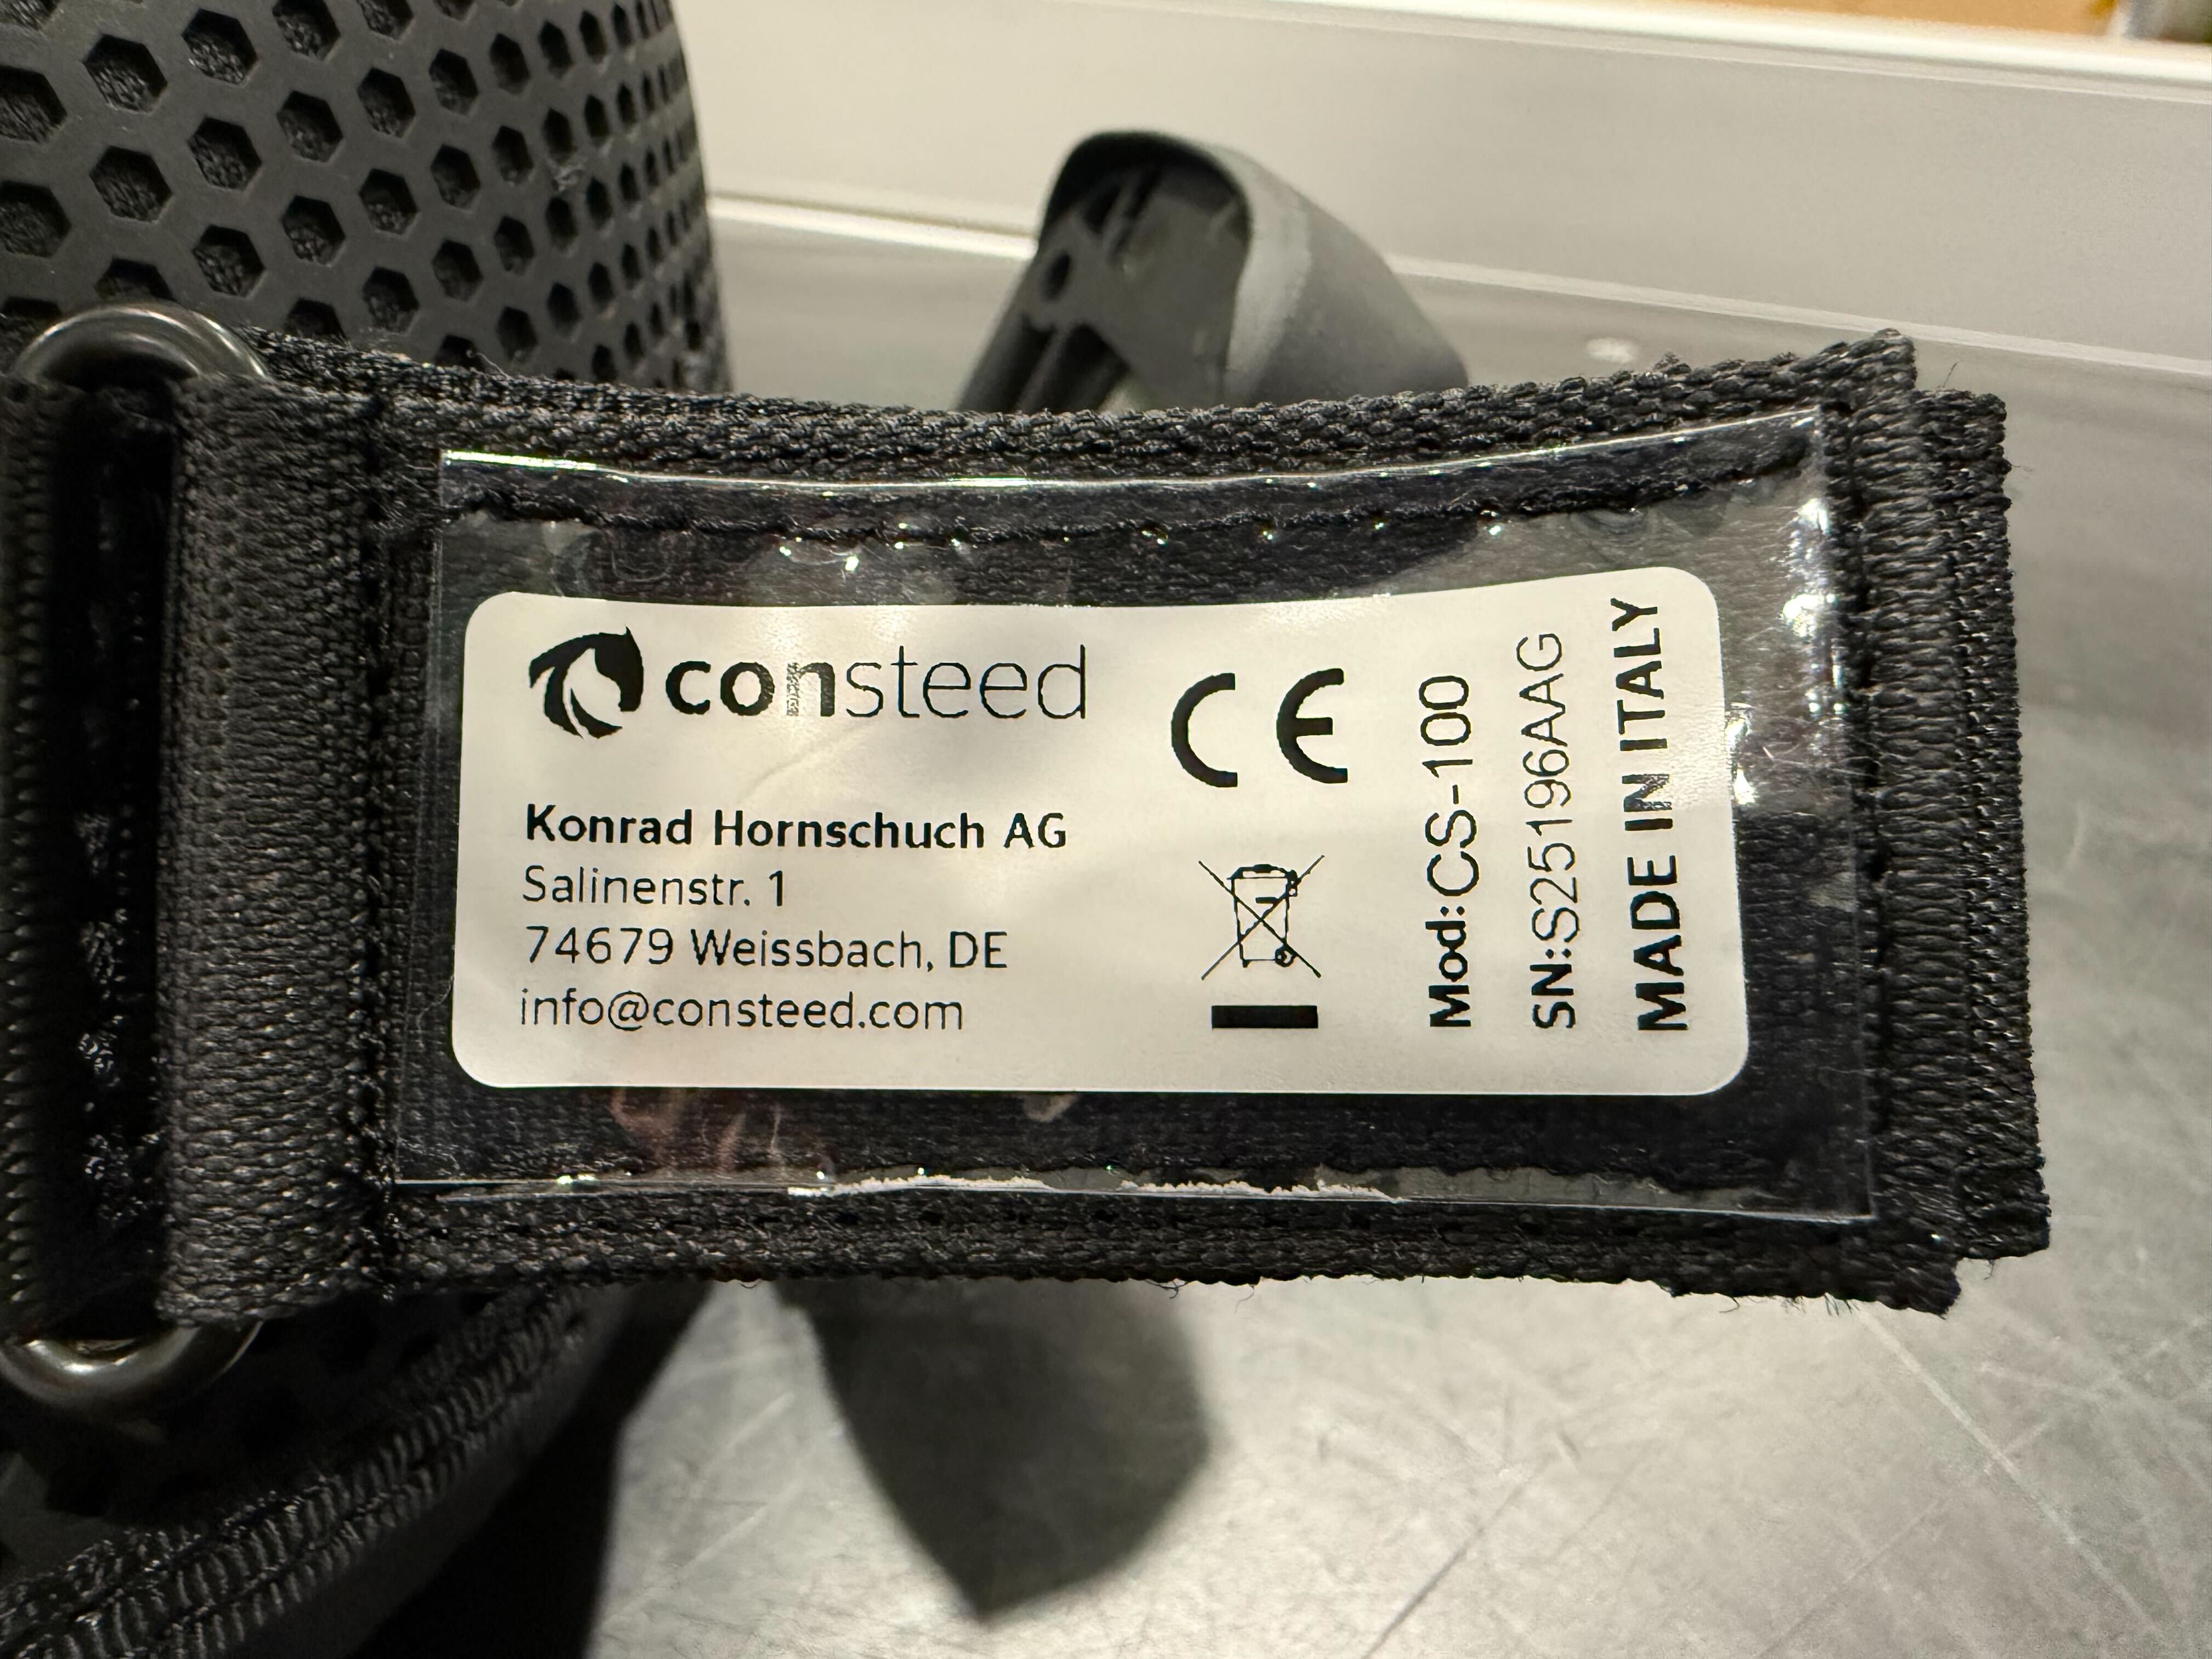 consteed
Konrad Hornschuch AG
Salinenstr. 1
74679 Weissbach, DE
info@consteed.com
CE
Mod:CS-100
SN:S25196AAG
MADE IN ITALY